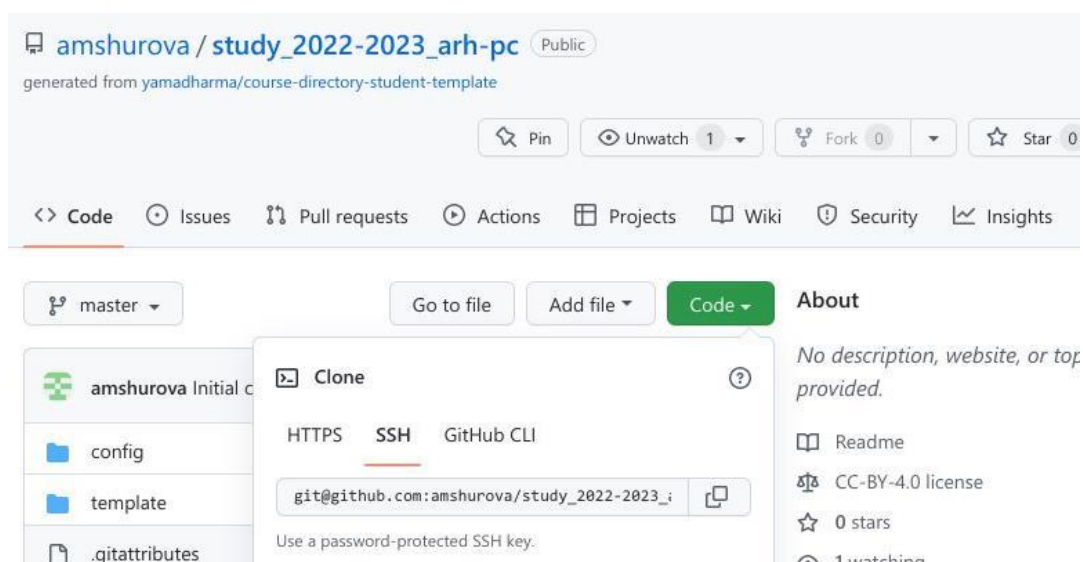 amshurova / study_2022-2023_arh-pc Public
generated from yamadharma/course-directory-student-template
Pin Unwatch 1 Fork 0 Star 0
Code Issues Pull requests Actions Projects Wiki Security Insights
master Go to file Add file Code About
No description, website, or
provided.
amshurova Initial
Clone
HTTPS SSH GitHub CLI
config
Readme
git@github.com:amshurova/study_2022-2023_
CC-BY-4.0 license
template
0 stars
Use a password-protected SSH key.
.gitattributes
1 watching